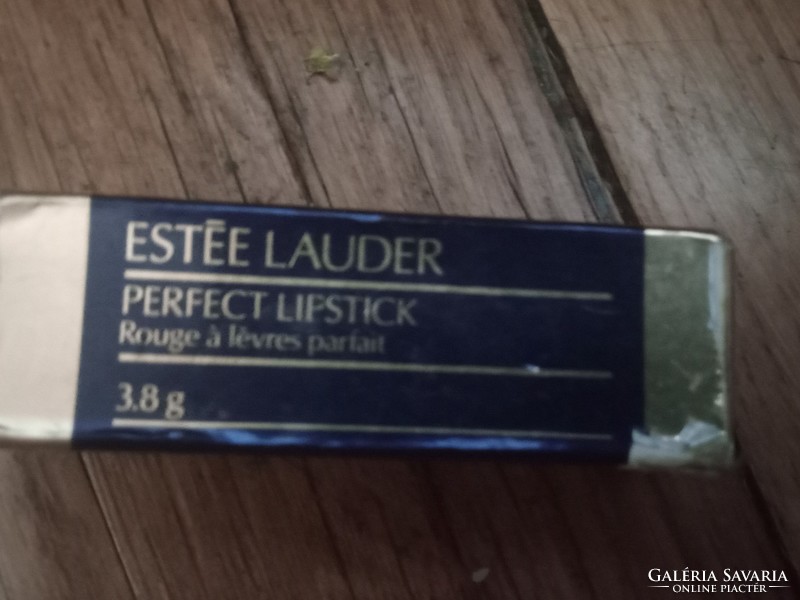 ESTĒE LAUDER
PERFECT LIPSTICK
Rouge à lèvres parfait
3.8 g
GALÉRIA SAVARIA
ONLINE PIACTÉR